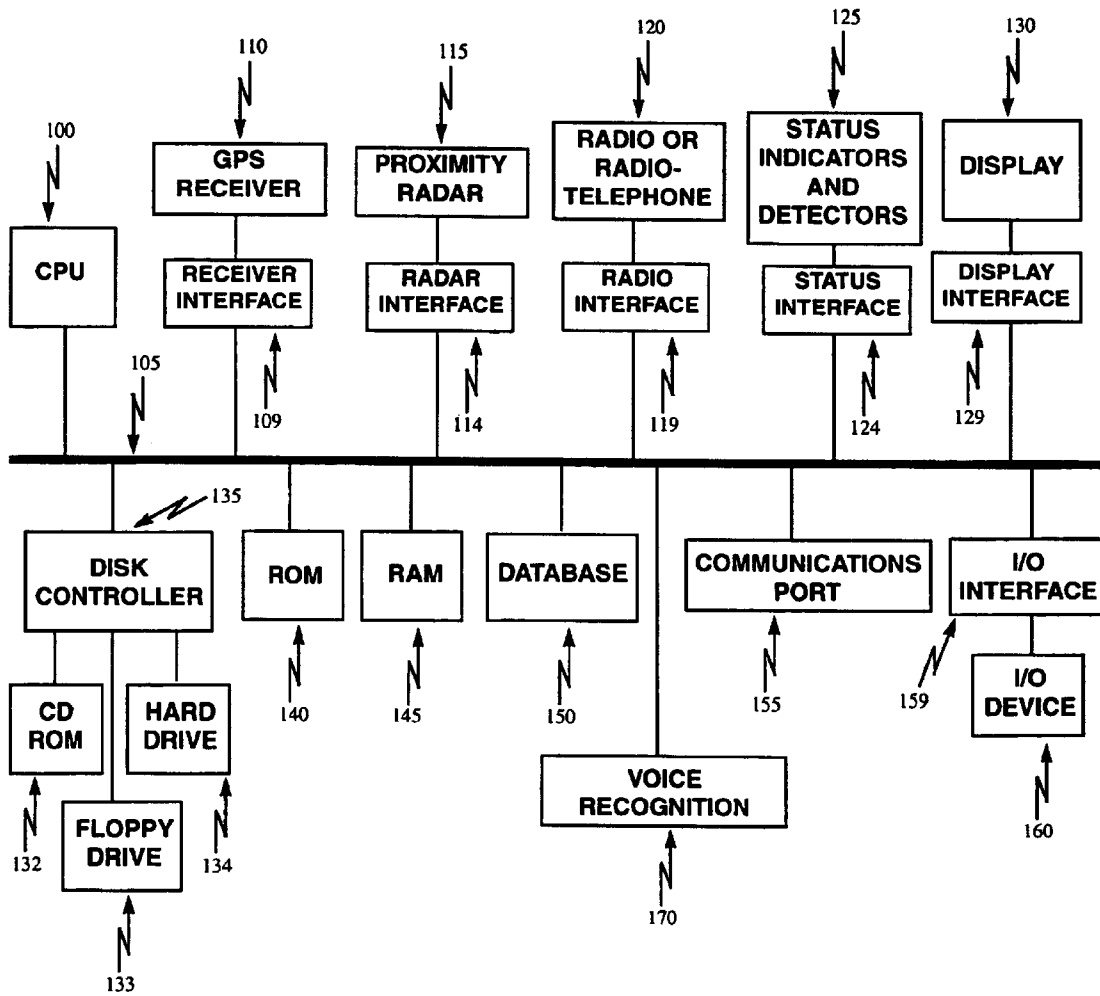 110
115
120
125
130
100
GPS
RECEIVER
PROXIMITY
RADAR
RADIO OR
RADIO-
TELEPHONE
STATUS
INDICATORS
AND
DETECTORS
DISPLAY
CPU
RECEIVER
INTERFACE
RADAR
INTERFACE
RADIO
INTERFACE
STATUS
INTERFACE
DISPLAY
INTERFACE
105
109
114
119
124
129
135
DISK
CONTROLLER
ROM
RAM
DATABASE
COMMUNICATIONS
PORT
I/O
INTERFACE
140
145
150
155
159
CD
ROM
HARD
DRIVE
I/O
DEVICE
VOICE
RECOGNITION
FLOPPY
DRIVE
132
134
160
170
133